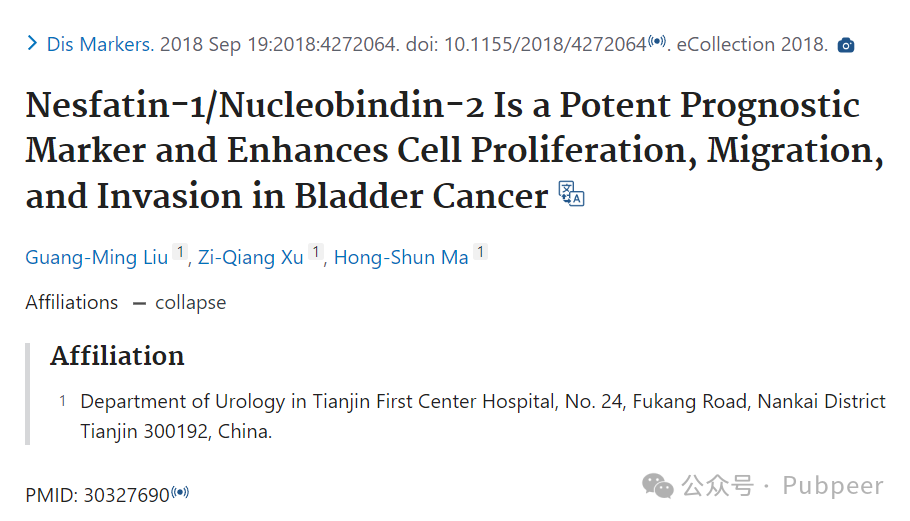 Dis Markers. 2018 Sep 19:2018:4272064. doi: 10.1155/2018/4272064. eCollection 2018.
Nesfatin-1/Nucleobindin-2 Is a Potent Prognostic
Marker and Enhances Cell Proliferation, Migration,
and Invasion in Bladder Cancer
Guang-Ming Liu 1, Zi-Qiang Xu 1, Hong-Shun Ma 1
Affiliations — collapse
Affiliation
1 Department of Urology in Tianjin First Center Hospital, No. 24, Fukang Road, Nankai District
Tianjin 300192, China.
PMID: 30327690
公众号 · Pubpeer